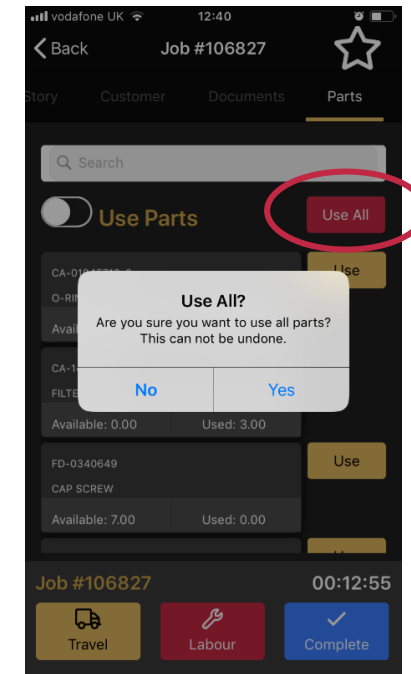 vodafone UK 12:40
Back Job #106827
Story Customer Documents Parts
Search
Use Parts Use All
Use
Use All?
Are you sure you want to use all parts?
This can not be undone.
No Yes
FILTE
Available: 0.00 Used: 3.00
FD-0340649 Use
CAP SCREW
Available: 7.00 Used: 0.00
Job #106827 00:12:55
Travel Labour Complete